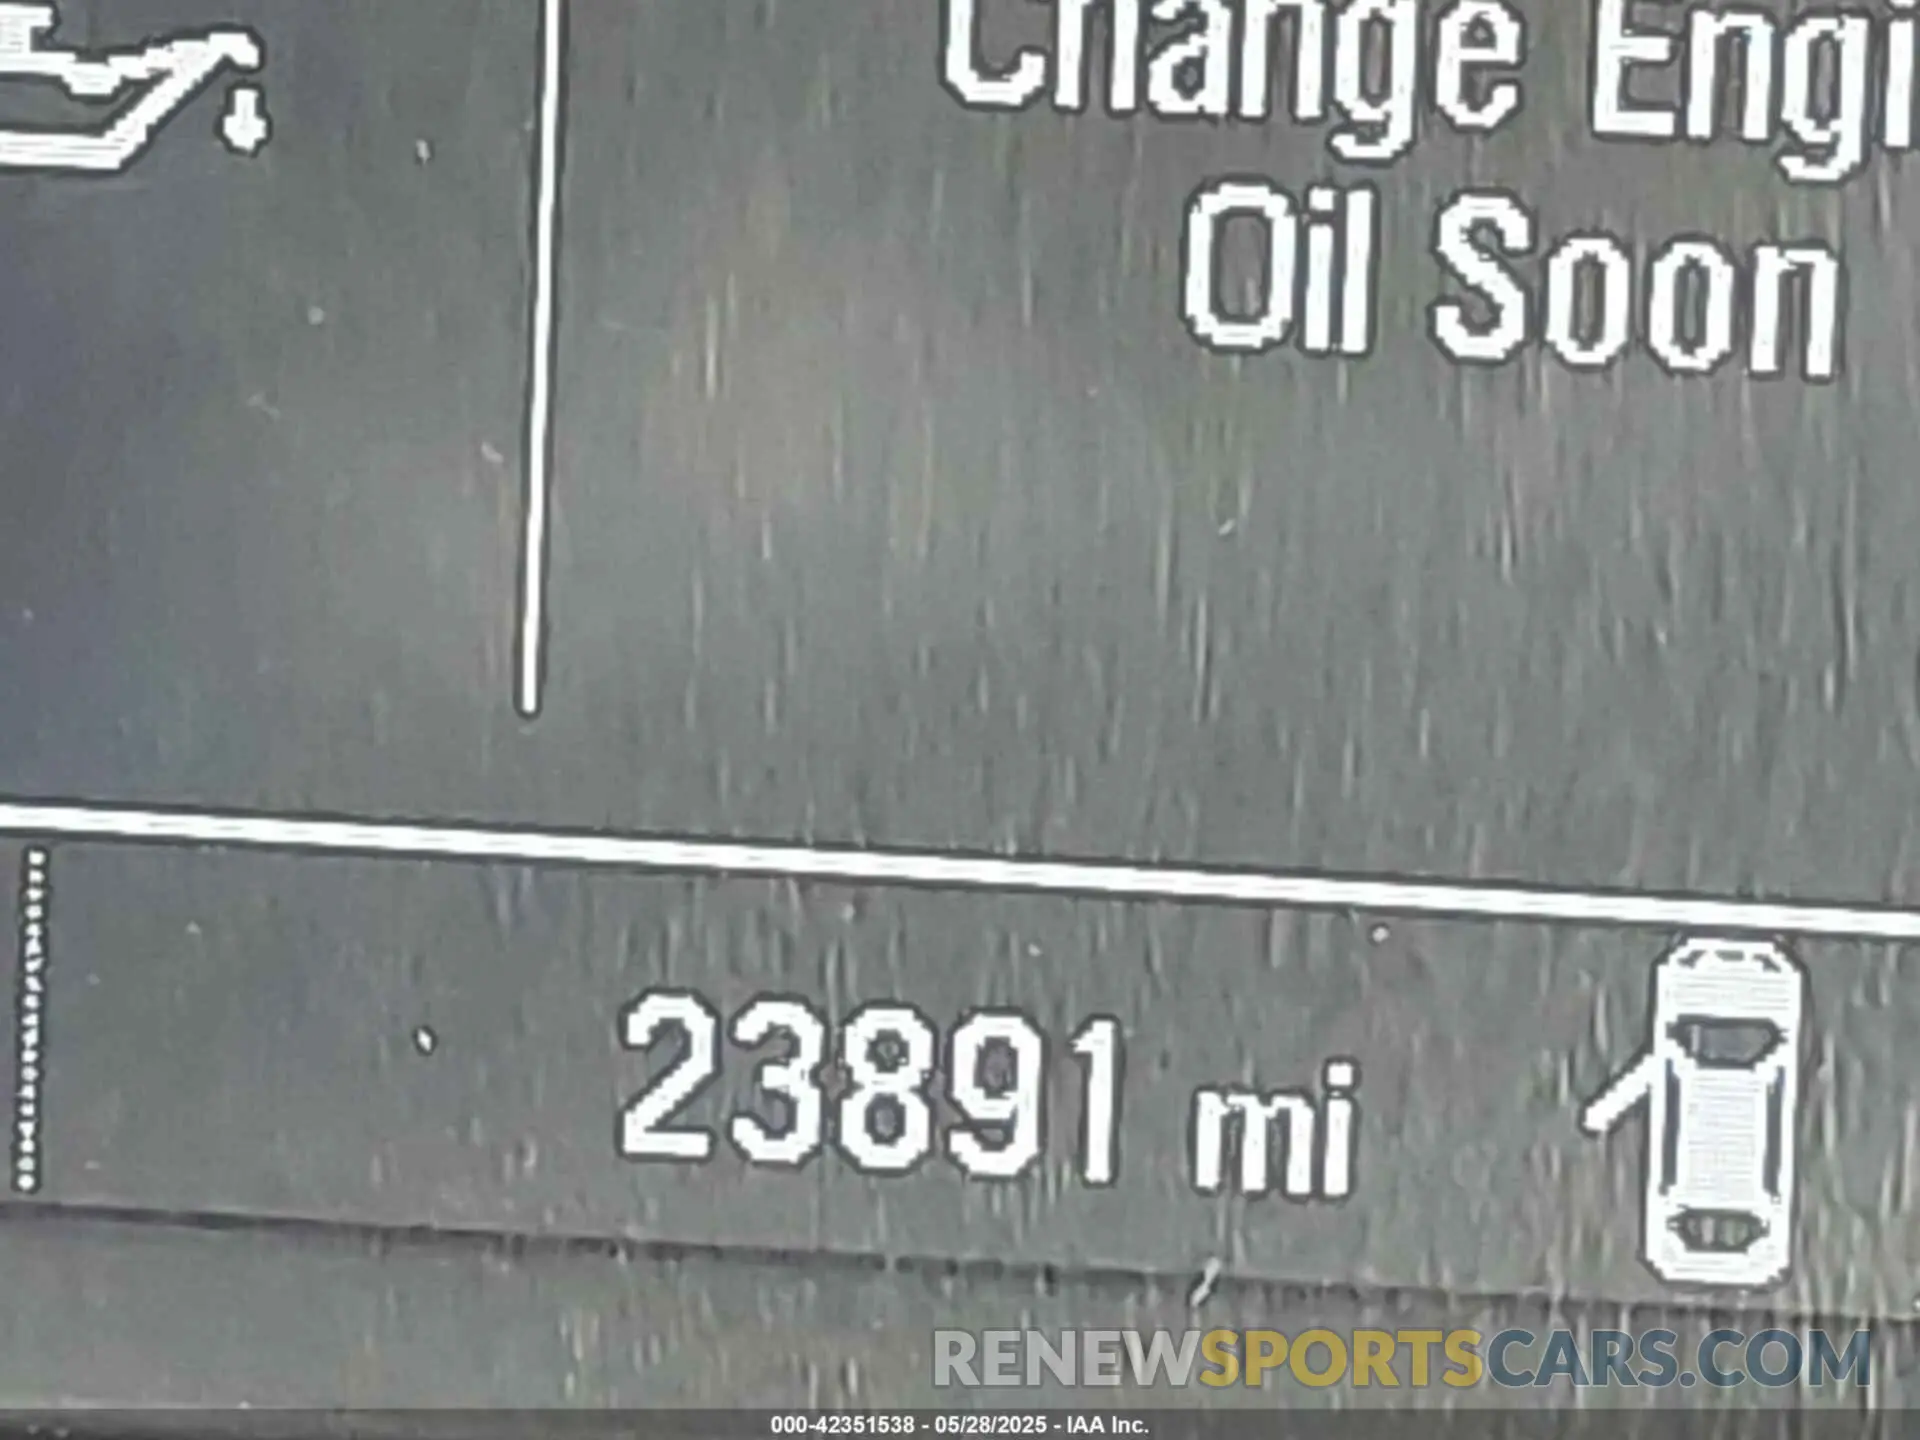 Change Engi
Oil Soon
23891 mi
RENEWSPORTSCARS.COM
000-42351538 - 05/28/2025 - IAA Inc.